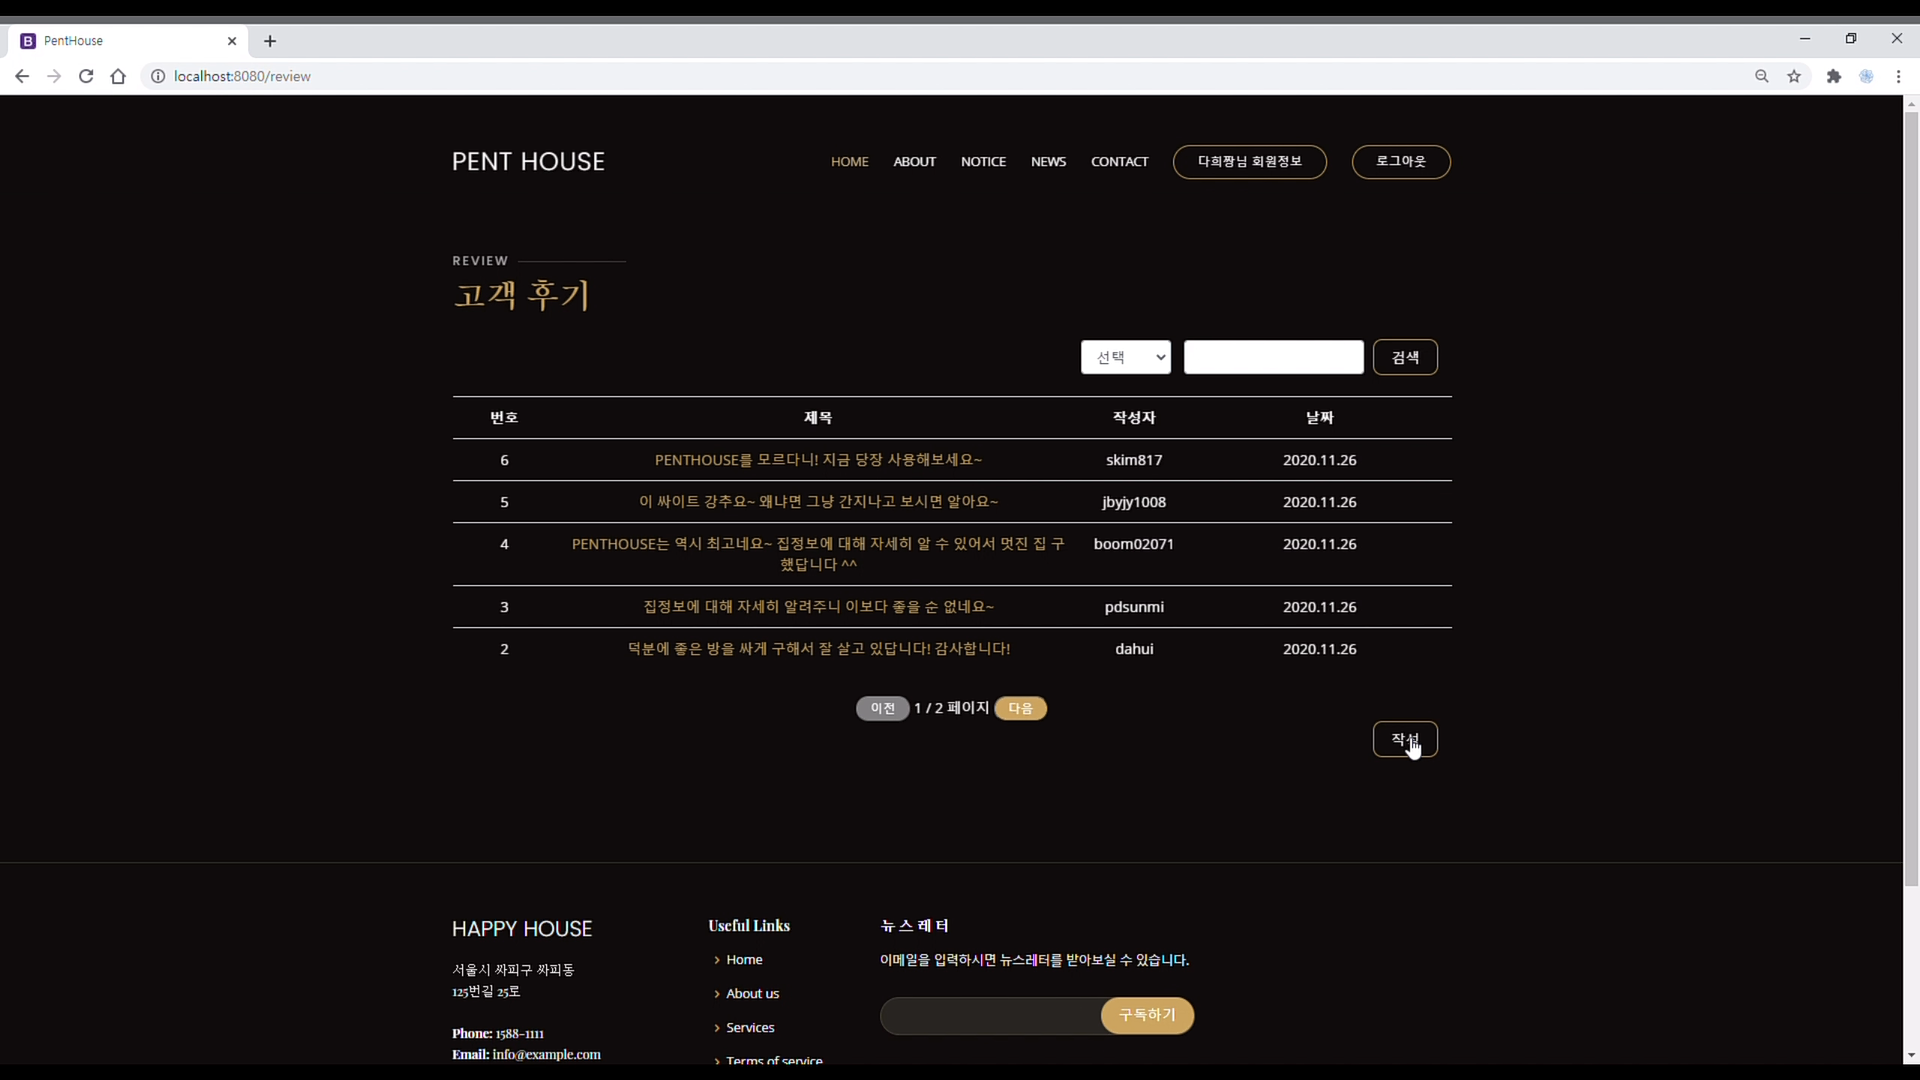 PentHouse
localhost:8080/review
PENT HOUSE
HOME ABOUT NOTICE NEWS CONTACT 다희짱님 회원정보 로그아웃
REVIEW
고객 후기
선택 검색
번호 제목 작성자 날짜
6 PENTHOUSE를 모르다니! 지금 당장 사용해보세요~ skim817 2020.11.26
5 이 싸이트 강추요~ 왜냐면 그냥 간지나고 보시면 알아요~ jbyjy1008 2020.11.26
4 PENTHOUSE는 역시 최고네요~ 집정보에 대해 자세히 알 수 있어서 멋진 집 구 boom02071 2020.11.26
했답니다 ^^
3 집정보에 대해 자세히 알려주니 이보다 좋을 순 없네요~ pdsunmi 2020.11.26
2 덕분에 좋은 방을 싸게 구해서 잘 살고 있답니다! 감사합니다! dahui 2020.11.26
이전 1 / 2 페이지 다음
작성
HAPPY HOUSE
서울시 싸피구 싸피동
125번길 25로
Phone: 1588-1111
Email: info@example.com
Useful Links
Home
About us
Services
Terms of service
뉴스레터
이메일을 입력하시면 뉴스레터를 받아보실 수 있습니다.
구독하기